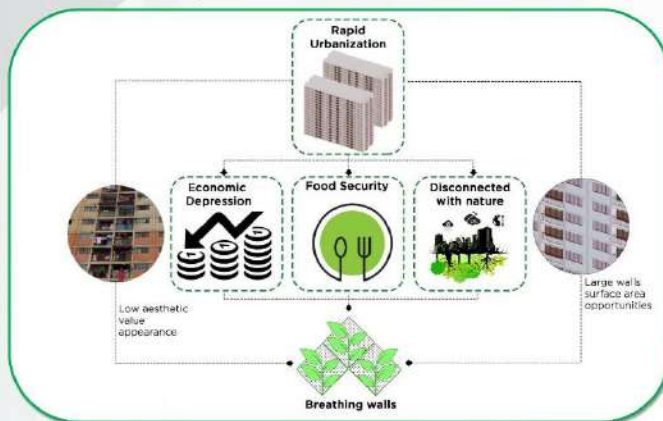 Rapid
Urbanization
Economic
Depression
Food Security
Disconnected
with nature
Low aesthetic
value
appearance
Large walls
surface area
opportunities
Breathing walls